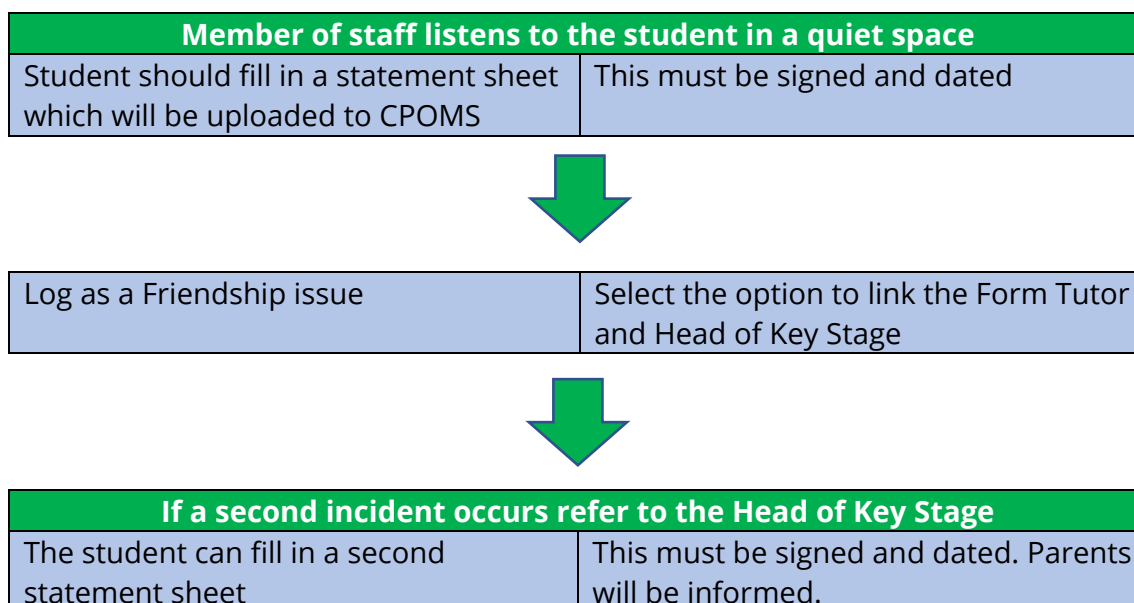 Member of staff listens to the student in a quiet space
Student should fill in a statement sheet
which will be uploaded to CPOMS
This must be signed and dated
Log as a Friendship issue
Select the option to link the Form Tutor
and Head of Key Stage
If a second incident occurs refer to the Head of Key Stage
The student can fill in a second
statement sheet
This must be signed and dated. Parents
will be informed.